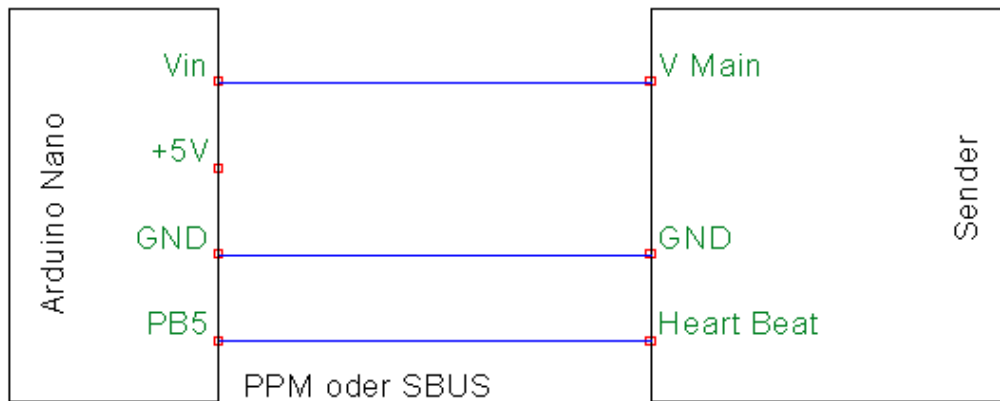 Arduino Nano
Vin
+5V
GND
PB5
V Main
GND
Heart Beat
Sender
PPM oder SBUS